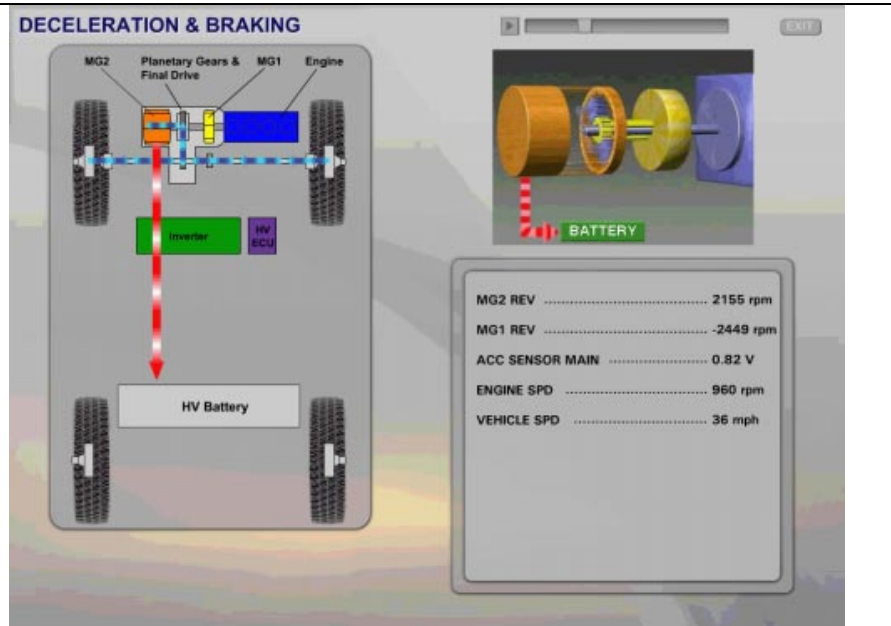 DECELERATION & BRAKING
EXIT
MG2
Planetary Gears &
Final Drive
MG1
Engine
Inverter
HV
ECU
HV Battery
BATTERY
MG2 REV ........................................ 2155 rpm
MG1 REV ........................................ -2449 rpm
ACC SENSOR MAIN ........................ 0.82 V
ENGINE SPD ................................... 960 rpm
VEHICLE SPD ................................. 36 mph